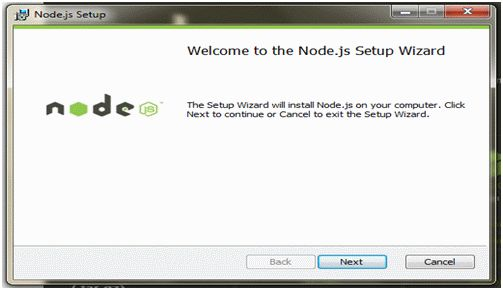 Node.js Setup
Welcome to the Node.js Setup Wizard
node
JS
The Setup Wizard will install Node.js on your computer. Click
Next to continue or Cancel to exit the Setup Wizard.
Back
Next
Cancel